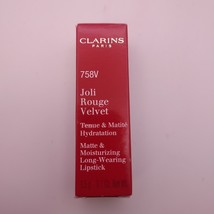 CLARINS
PARIS
758V
Joli
Rouge
Velvet
Tenue & Matité
Hydratation
Matte &
Moisturizing
Long-Wearing
Lipstick